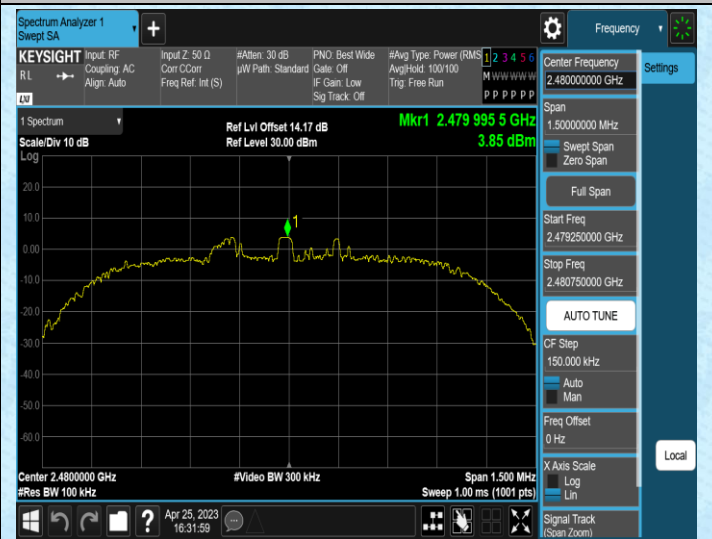 Spectrum Analyzer 1
Swept SA
+
Frequency
KEYSIGHT
Input: RF
Coupling: AC
Align: Auto
Input Z: 50 Ω
Corr CCorr
Freq Ref: Int (S)
#Atten: 30 dB
µW Path: Standard
PNO: Best Wide
Gate: Off
IF Gain: Low
Sig Track: Off
#Avg Type: Power (RMS
Avg|Hold: 100/100
Trig: Free Run
1 2 3 4 5 6
M W W W W W
P P P P P P
RL
LXI
1 Spectrum
Scale/Div 10 dB
Log
Ref Lvl Offset 14.17 dB
Ref Level 30.00 dBm
Mkr1 2.479 995 5 GHz
3.85 dBm
1
20.0
10.0
0.00
-10.0
-20.0
-30.0
-40.0
-50.0
-60.0
Center 2.4800000 GHz
#Res BW 100 kHz
#Video BW 300 kHz
Span 1.500 MHz
Sweep 1.00 ms (1001 pts)
Apr 25, 2023
16:31:59
?
Settings
Center Frequency
2.480000000 GHz
Span
1.50000000 MHz
Swept Span
Zero Span
Full Span
Start Freq
2.479250000 GHz
Stop Freq
2.480750000 GHz
AUTO TUNE
CF Step
150.000 kHz
Auto
Man
Freq Offset
0 Hz
X Axis Scale
Log
Lin
Signal Track
(Span Zoom)
Local